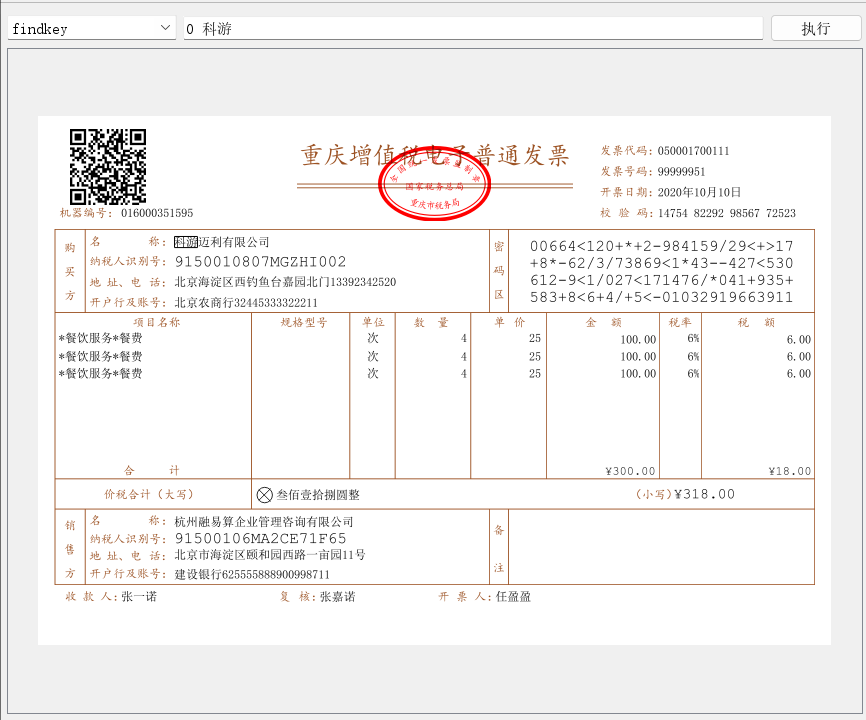 findkey
0 科游
执行
重庆增值税电子普通发票
全国统一发票监制章
国家税务总局
重庆市税务局
发票代码: 050001700111
发票号码: 99999951
开票日期: 2020年10月10日
校 验 码: 14754 82292 98567 72523
机器编号: 016000351595
购买方
名 称: 科游迈利有限公司
纳税人识别号: 9150010807MGZHI002
地 址、电 话: 北京海淀区西钓鱼台嘉园北门13392342520
开户行及账号: 北京农商行32445333322211
密码区
00664<120+*+2-984159/29<+>17
+8*-62/3/73869<1*43--427<530
612-9<1/027<171476/*041+935+
583+8<6+4/+5<-010329196639​11
项目名称 规格型号 单位 数 量 单 价 金 额 税率 税 额
*餐饮服务*餐费 次 4 25 100.00 6% 6.00
*餐饮服务*餐费 次 4 25 100.00 6% 6.00
*餐饮服务*餐费 次 4 25 100.00 6% 6.00
合 计 ¥300.00 ¥18.00
价税合计（大写） 叁佰壹拾捌圆整 （小写）¥318.00
销售方
名 称: 杭州融易算企业管理咨询有限公司
纳税人识别号: 91500106MA2CE71F65
地 址、电 话: 北京市海淀区颐和园西路一亩园11号
开户行及账号: 建设银行625555888900998711
备注
收 款 人: 张一诺 复 核: 张嘉诺 开 票 人: 任盈盈